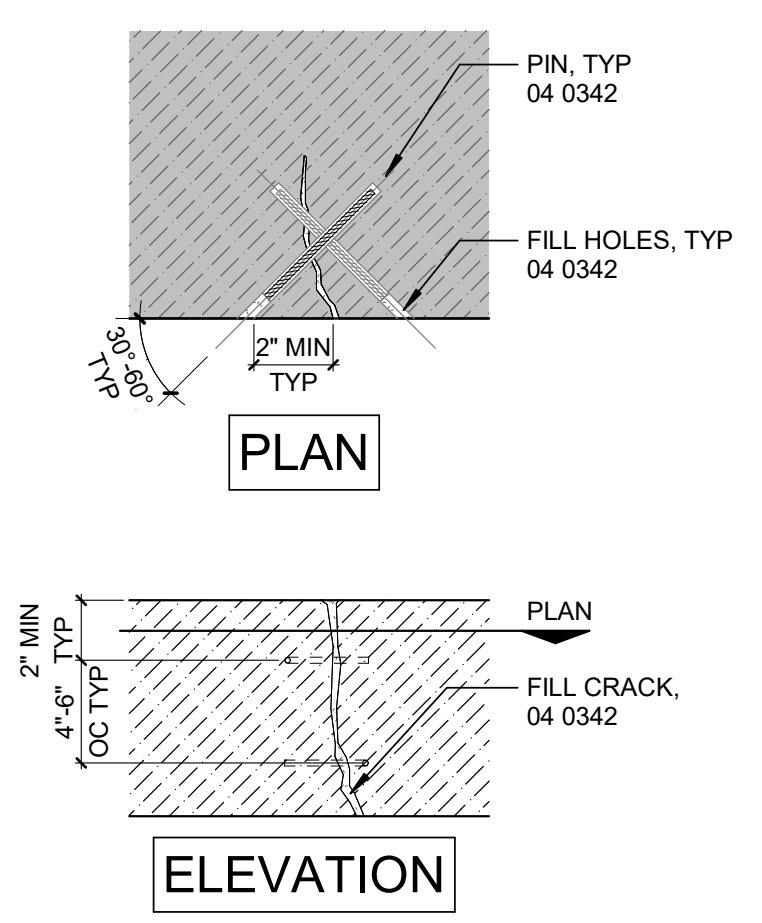 PIN, TYP
04 0342
FILL HOLES, TYP
04 0342
30°-60°
TYP
2" MIN
TYP
PLAN
2" MIN
TYP
4"-6"
OC TYP
PLAN
FILL CRACK,
04 0342
ELEVATION